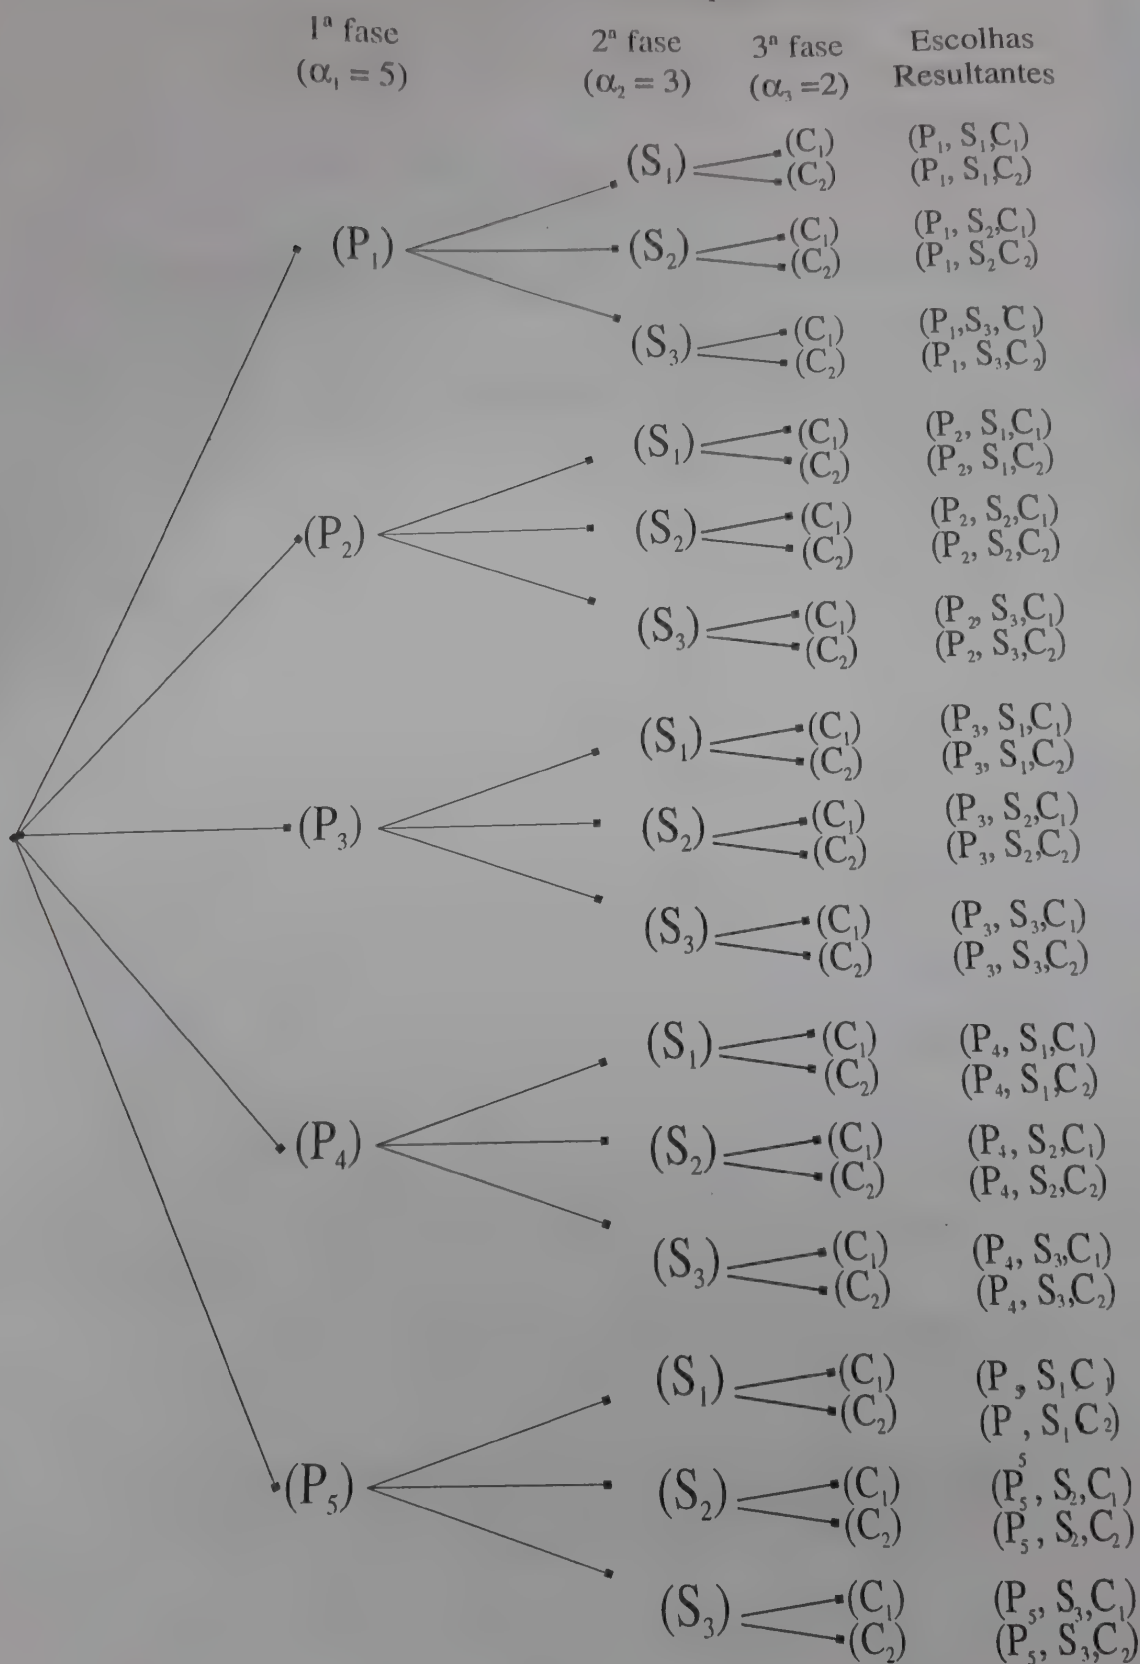 1ª fase 2ª fase 3ª fase Escolhas
(α₁ = 5) (α₂ = 3) (α₃ =2) Resultantes
(S₁) (C₁) (P₁, S₁,C₁)
(C₂) (P₁, S₁,C₂)
(P₁) (S₂) (C₁) (P₁, S₂,C₁)
(C₂) (P₁, S₂C₂)
(S₃) (C₁) (P₁,S₃,C₁)
(C₂) (P₁, S₃,C₂)
(S₁) (C₁) (P₂, S₁,C₁)
(C₂) (P₂, S₁,C₂)
(P₂) (S₂) (C₁) (P₂, S₂,C₁)
(C₂) (P₂, S₂,C₂)
(S₃) (C₁) (P₂, S₃,C₁)
(C₂) (P₂, S₃,C₂)
(S₁) (C₁) (P₃, S₁,C₁)
(C₂) (P₃, S₁,C₂)
(P₃) (S₂) (C₁) (P₃, S₂,C₁)
(C₂) (P₃, S₂,C₂)
(S₃) (C₁) (P₃, S₃,C₁)
(C₂) (P₃, S₃,C₂)
(S₁) (C₁) (P₄, S₁,C₁)
(C₂) (P₄, S₁,C₂)
(P₄) (S₂) (C₁) (P₄, S₂,C₁)
(C₂) (P₄, S₂,C₂)
(S₃) (C₁) (P₄, S₃,C₁)
(C₂) (P₄, S₃,C₂)
(S₁) (C₁) (P₅, S₁C₁)
(C₂) (P₅, S₁C₂)
(P₅) (S₂) (C₁) (P₅, S₂,C₁)
(C₂) (P₅, S₂,C₂)
(S₃) (C₁) (P₅, S₃,C₁)
(C₂) (P₅, S₃,C₂)